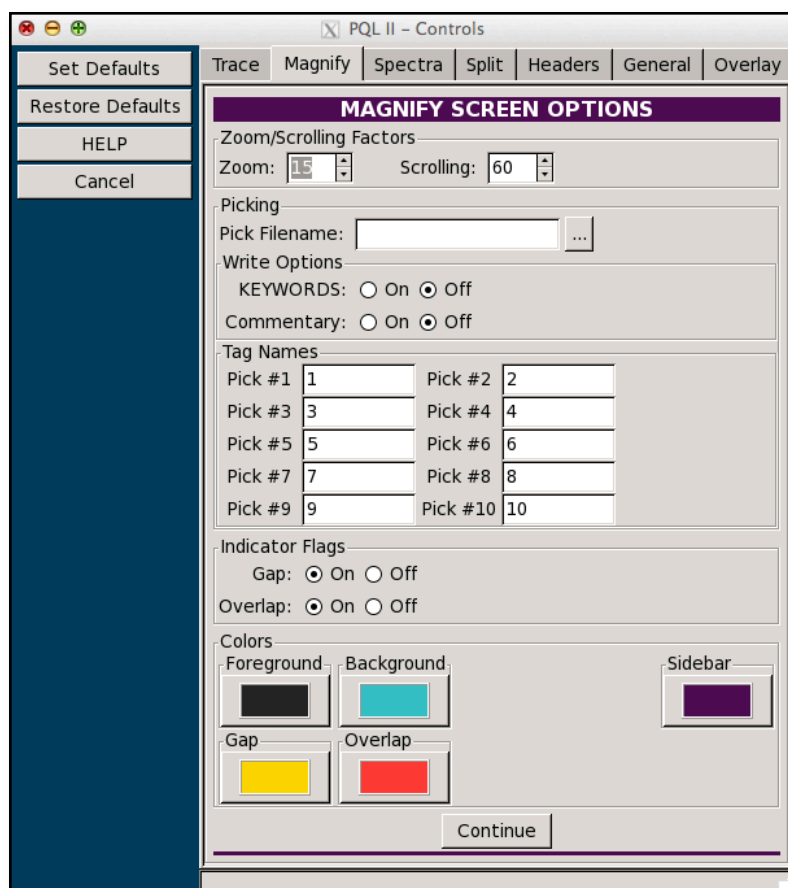 PQL II – Controls
Set Defaults
Restore Defaults
HELP
Cancel
Trace Magnify Spectra Split Headers General Overlay
MAGNIFY SCREEN OPTIONS
Zoom/Scrolling Factors
Zoom: 15 Scrolling: 60
Picking
Pick Filename: ...
Write Options
KEYWORDS: On Off
Commentary: On Off
Tag Names
Pick #1 1 Pick #2 2
Pick #3 3 Pick #4 4
Pick #5 5 Pick #6 6
Pick #7 7 Pick #8 8
Pick #9 9 Pick #10 10
Indicator Flags
Gap: On Off
Overlap: On Off
Colors
Foreground Background Sidebar
Gap Overlap
Continue